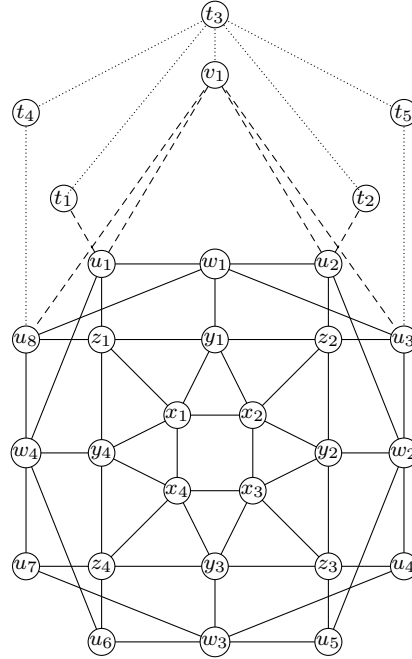 t₃
v₁
t₄ t₅
t₁ t₂
u₁ w₁ u₂
u₈ z₁ y₁ z₂ u₃
x₁ x₂
w₄ y₄ y₂ w₂
x₄ x₃
u₇ z₄ y₃ z₃ u₄
u₆ w₃ u₅